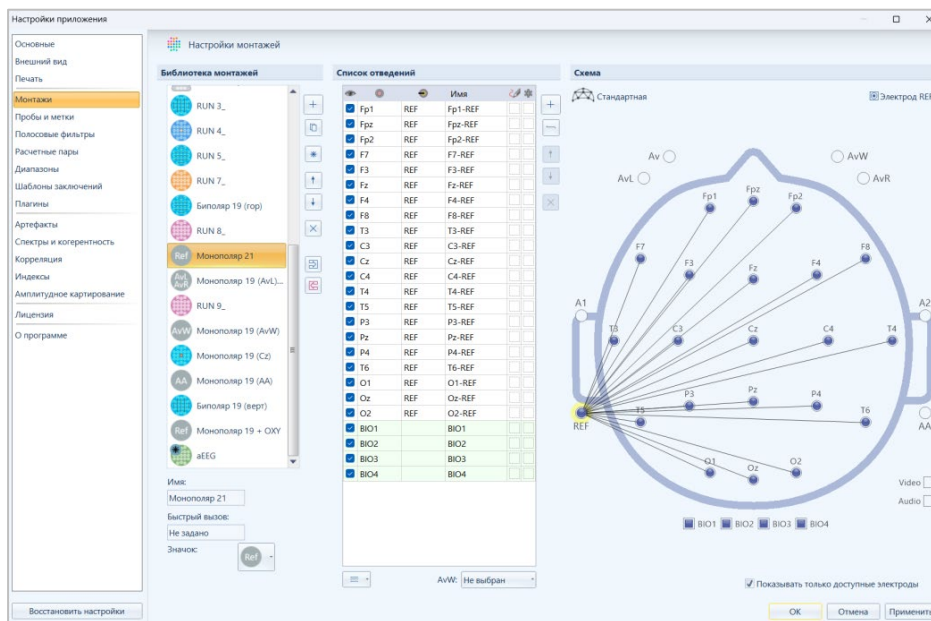 Настройки приложения
Основные
Внешний вид
Печать
Монтажи
Пробы и метки
Полосовые фильтры
Расчетные пары
Диапазоны
Шаблоны заключений
Плагины
Артефакты
Спектры и когерентность
Корреляция
Индексы
Амплитудное картирование
Лицензия
О программе
Восстановить настройки
Настройки монтажей
Библиотека монтажей
RUN 3_
RUN 4_
RUN 5_
RUN 7_
Биполяр 19 (гор)
RUN 8_
Ref Монополяр 21
AvL AvR Монополяр 19 (AvL)...
RUN 9_
AvW Монополяр 19 (AvW)
Монополяр 19 (Cz)
AA Монополяр 19 (AA)
Биполяр 19 (верт)
Ref Монополяр 19 + OXY
aEEG
Имя:
Монополяр 21
Быстрый вызов:
Не задано
Значок:
Ref
Список отведений
Имя
Fp1 REF Fp1-REF
Fpz REF Fpz-REF
Fp2 REF Fp2-REF
F7 REF F7-REF
F3 REF F3-REF
Fz REF Fz-REF
F4 REF F4-REF
F8 REF F8-REF
T3 REF T3-REF
C3 REF C3-REF
Cz REF Cz-REF
C4 REF C4-REF
T4 REF T4-REF
T5 REF T5-REF
P3 REF P3-REF
Pz REF Pz-REF
P4 REF P4-REF
T6 REF T6-REF
O1 REF O1-REF
Oz REF Oz-REF
O2 REF O2-REF
BIO1 BIO1
BIO2 BIO2
BIO3 BIO3
BIO4 BIO4
AvW: Не выбран
Схема
Стандартная
Электрод REF
Av AvW
AvL AvR
Fp1 Fpz Fp2
F7 F8
F3 Fz F4
A1 A2
T3 C3 Cz C4 T4
P3 Pz P4
REF T5 T6 AA
O1 Oz O2
Video
Audio
BIO1 BIO2 BIO3 BIO4
Показывать только доступные электроды
ОК Отмена Применить